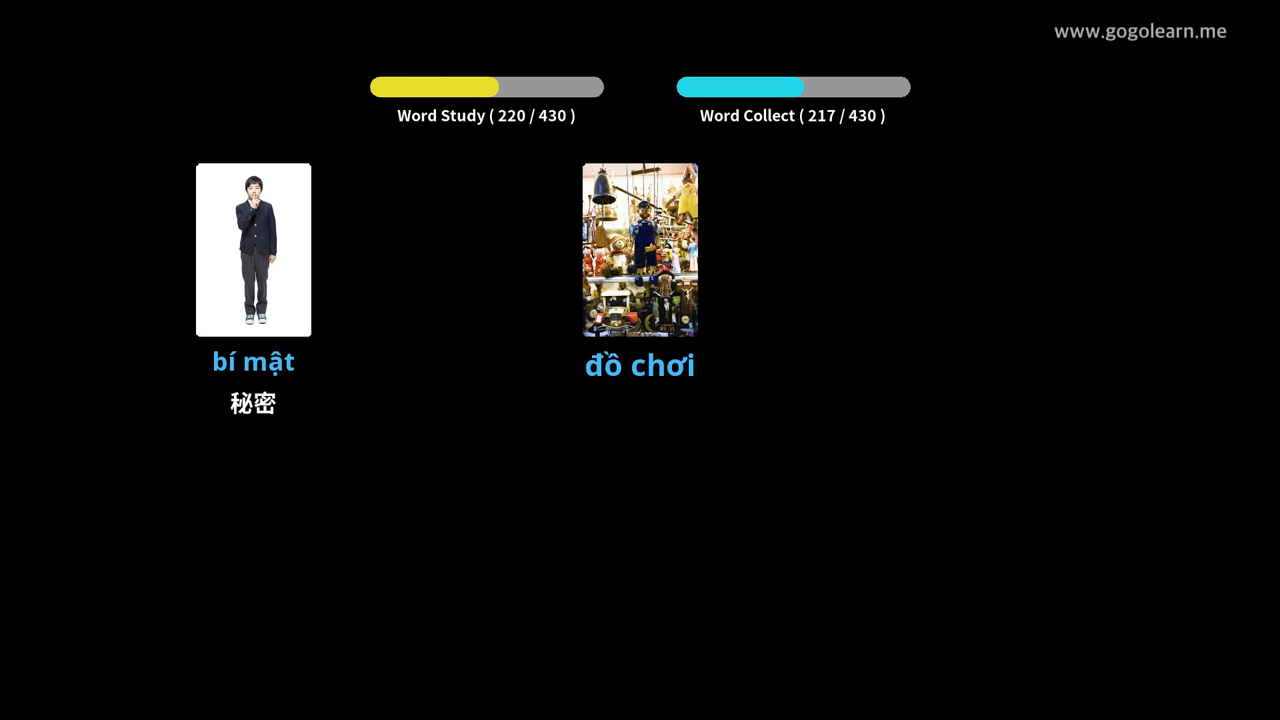 www.gogolearn.me
Word Study ( 220 / 430 )
Word Collect ( 217 / 430 )
bí mật
秘密
đồ chơi